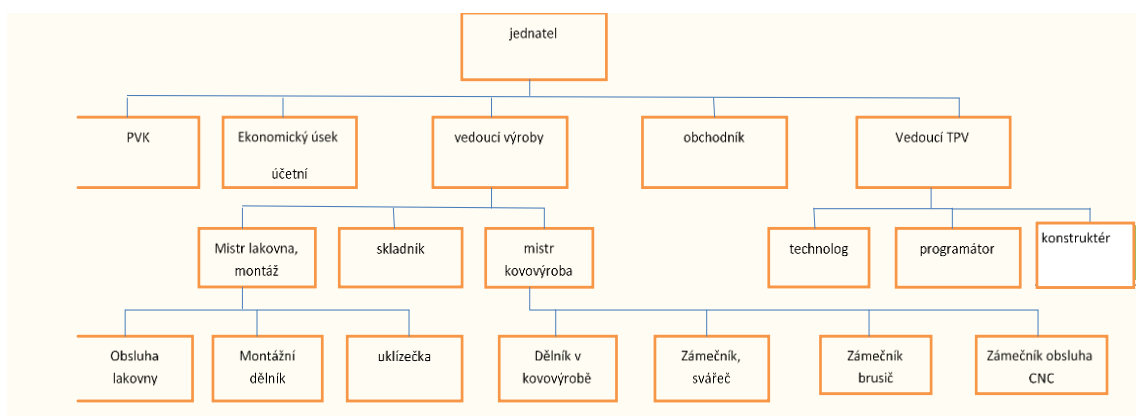 jednatel
PVK
Ekonomický úsek
účetní
vedoucí výroby
obchodník
Vedoucí TPV
Mistr lakovna,
montáž
skladník
mistr
kovovýroba
technolog
programátor
konstruktér
Obsluha
lakovny
Montážní
dělník
uklízečka
Dělník v
kovovýrobě
Zámečník,
svářeč
Zámečník
brusič
Zámečník obsluha
CNC